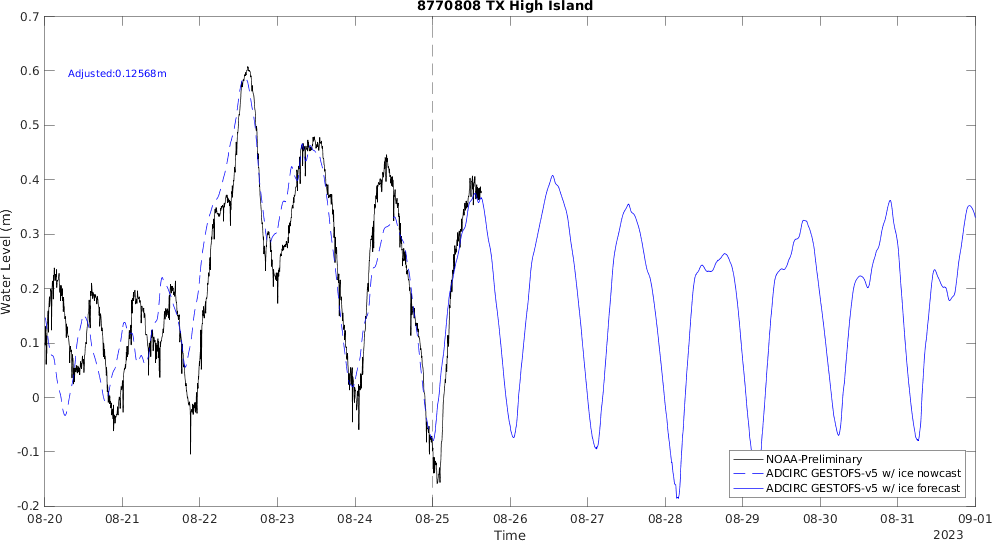 8770808 TX High Island
0.7
0.6
0.5
0.4
0.3
0.2
0.1
0
-0.1
-0.2
Water Level (m)
Adjusted:0.12568m
NOAA-Preliminary
ADCIRC GESTOFS-v5 w/ ice nowcast
ADCIRC GESTOFS-v5 w/ ice forecast
08-20 08-21 08-22 08-23 08-24 08-25 08-26 08-27 08-28 08-29 08-30 08-31 09-01
Time
2023